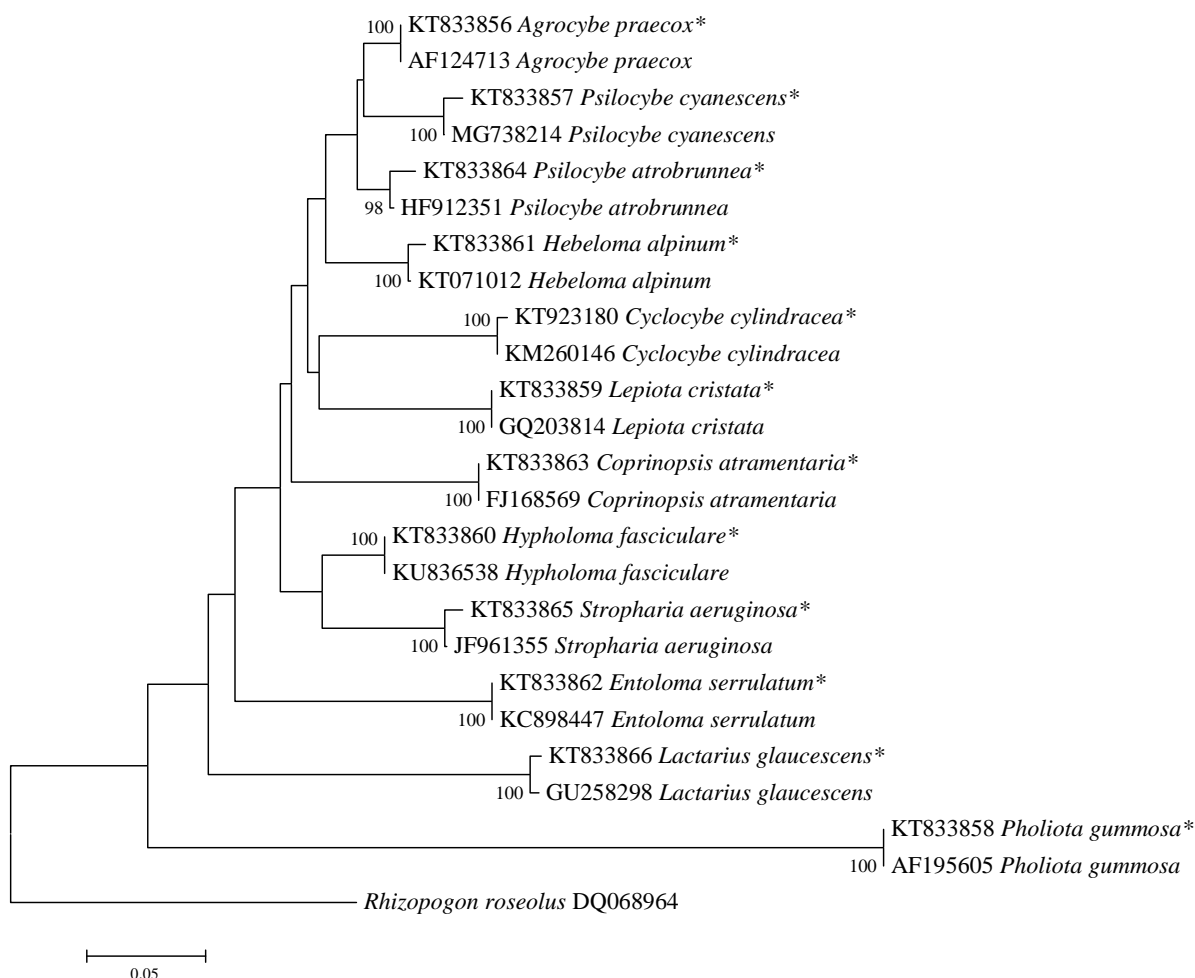 100
KT833856 Agrocybe praecox*
AF124713 Agrocybe praecox
KT833857 Psilocybe cyanescens*
100
MG738214 Psilocybe cyanescens
KT833864 Psilocybe atrobrunnea*
98
HF912351 Psilocybe atrobrunnea
KT833861 Hebeloma alpinum*
100
KT071012 Hebeloma alpinum
100
KT923180 Cyclocybe cylindracea*
KM260146 Cyclocybe cylindracea
KT833859 Lepiota cristata*
100
GQ203814 Lepiota cristata
KT833863 Coprinopsis atramentaria*
100
FJ168569 Coprinopsis atramentaria
100
KT833860 Hypholoma fasciculare*
KU836538 Hypholoma fasciculare
KT833865 Stropharia aeruginosa*
100
JF961355 Stropharia aeruginosa
KT833862 Entoloma serrulatum*
100
KC898447 Entoloma serrulatum
KT833866 Lactarius glaucescens*
100
GU258298 Lactarius glaucescens
KT833858 Pholiota gummosa*
100
AF195605 Pholiota gummosa
Rhizopogon roseolus DQ068964
0.05